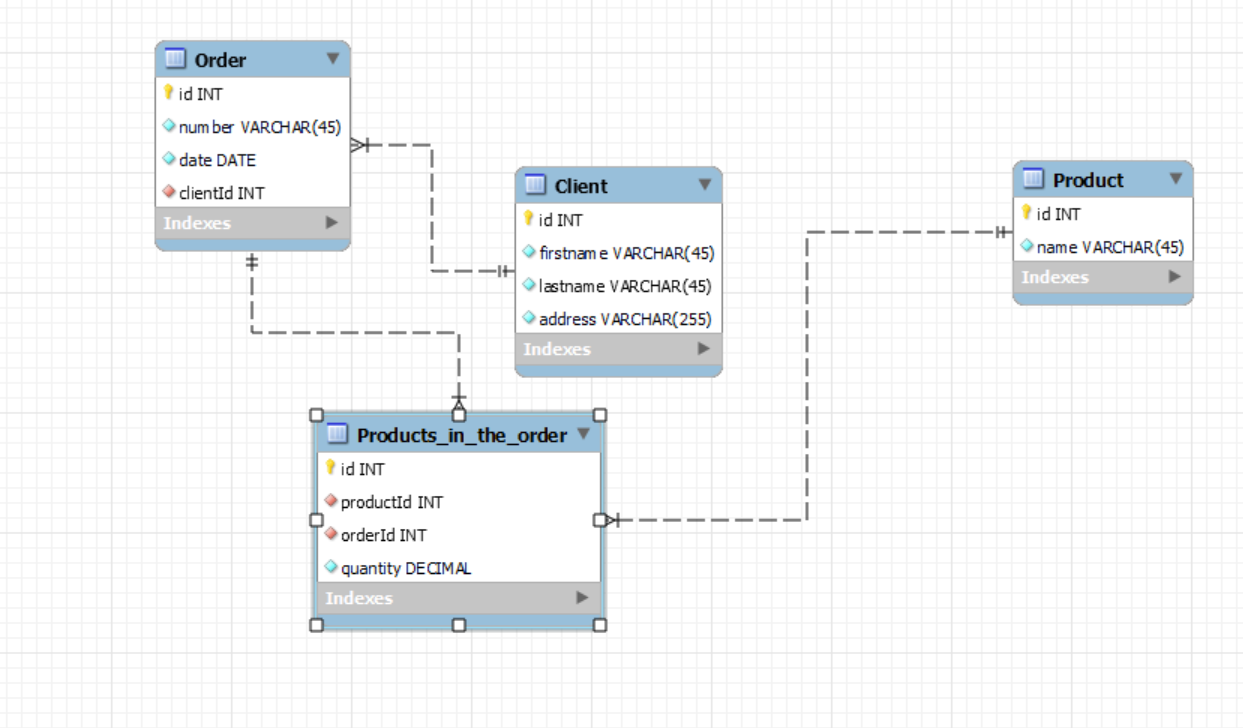 Order
id INT
number VARCHAR(45)
date DATE
clientId INT
Indexes
Client
id INT
firstname VARCHAR(45)
lastname VARCHAR(45)
address VARCHAR(255)
Indexes
Product
id INT
name VARCHAR(45)
Indexes
Products_in_the_order
id INT
productId INT
orderId INT
quantity DECIMAL
Indexes